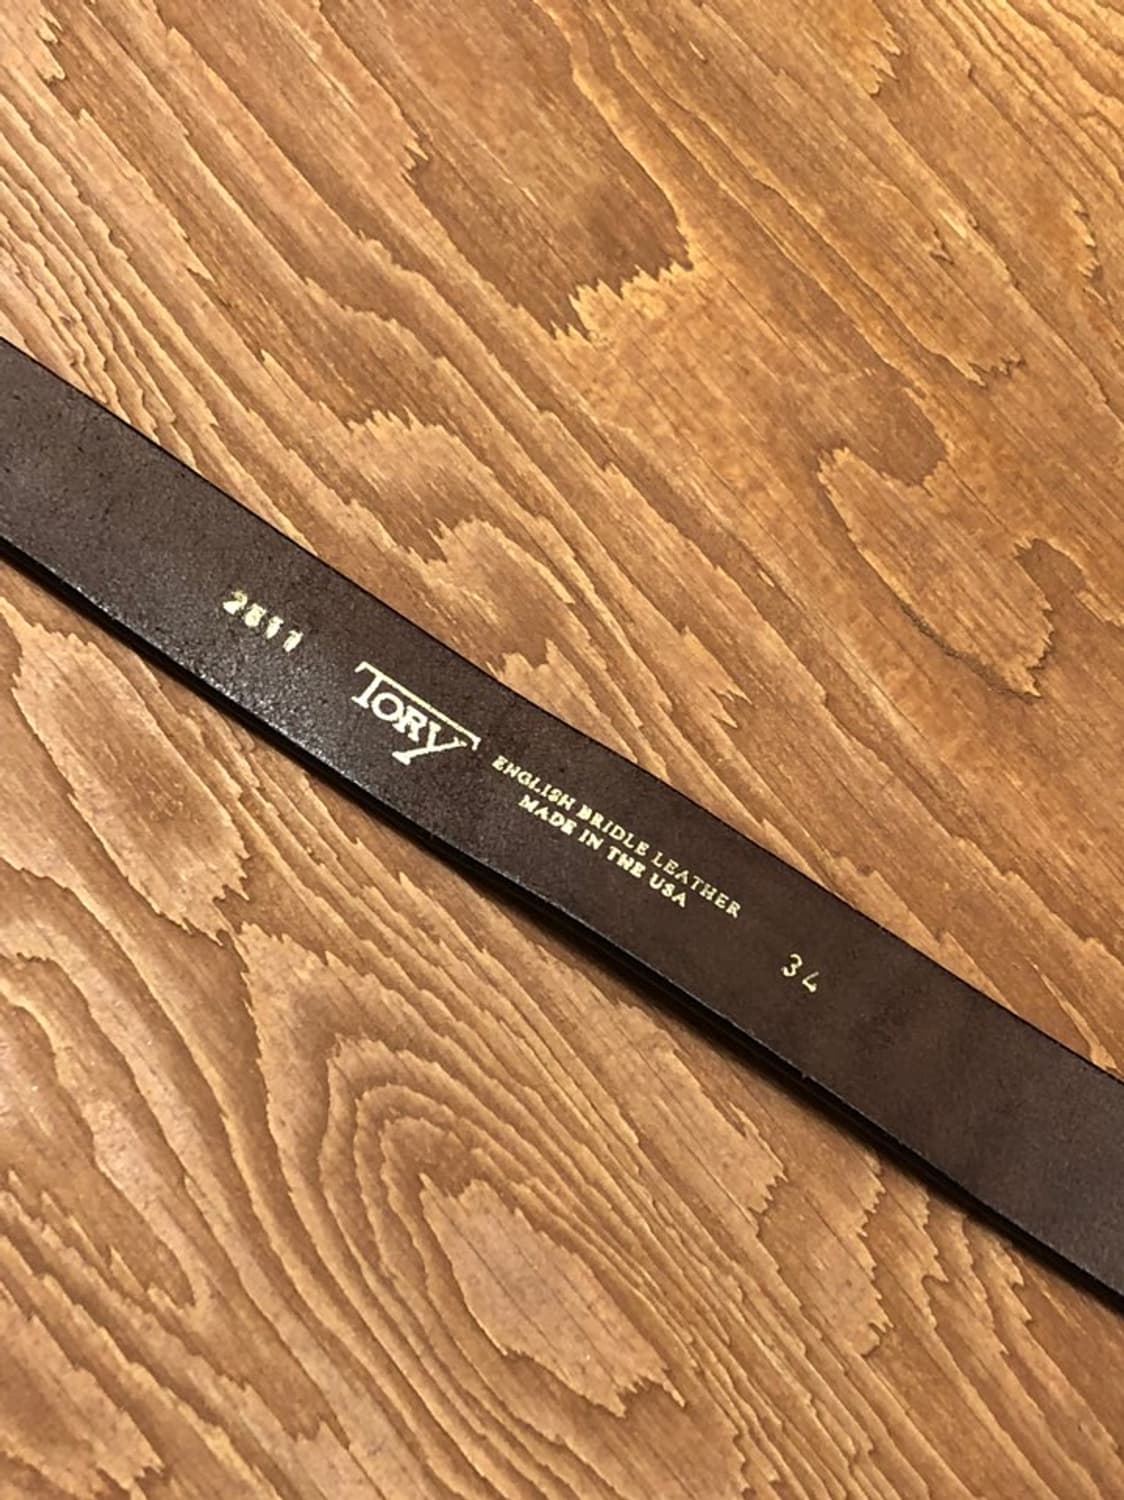 2511
TORY
ENGLISH BRIDLE LEATHER
MADE IN THE USA
34